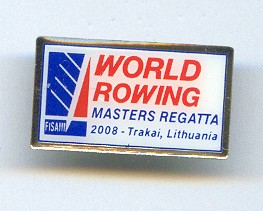 WORLD
ROWING
MASTERS REGATTA
FISA
2008 - Trakai, Lithuania